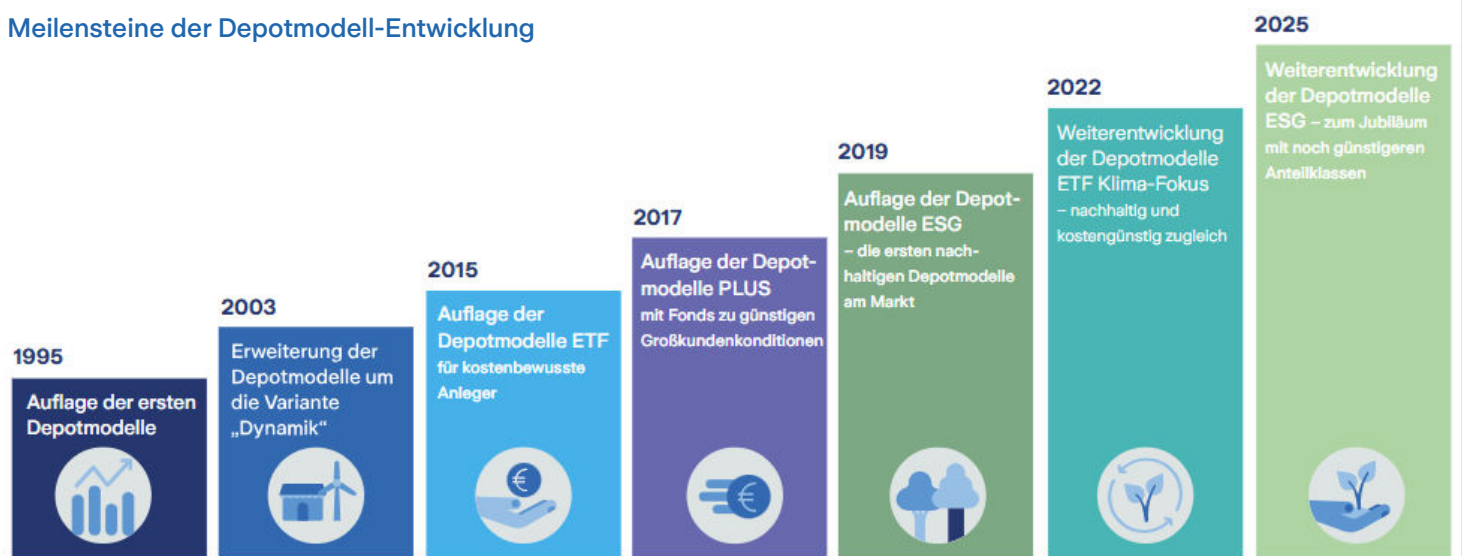 Meilensteine der Depotmodell-Entwicklung
1995
Auflage der ersten
Depotmodelle
2003
Erweiterung der
Depotmodelle um
die Variante
„Dynamik“
2015
Auflage der
Depotmodelle ETF
für kostenbewusste
Anleger
2017
Auflage der Depot-
modelle PLUS
mit Fonds zu günstigen
Großkundenkonditionen
2019
Auflage der Depot-
modelle ESG
– die ersten nach-
haltigen Depotmodelle
am Markt
2022
Weiterentwicklung
der Depotmodelle
ETF Klima-Fokus
– nachhaltig und
kostengünstig zugleich
2025
Weiterentwicklung
der Depotmodelle
ESG – zum Jubiläum
mit noch günstigeren
Anteilklassen